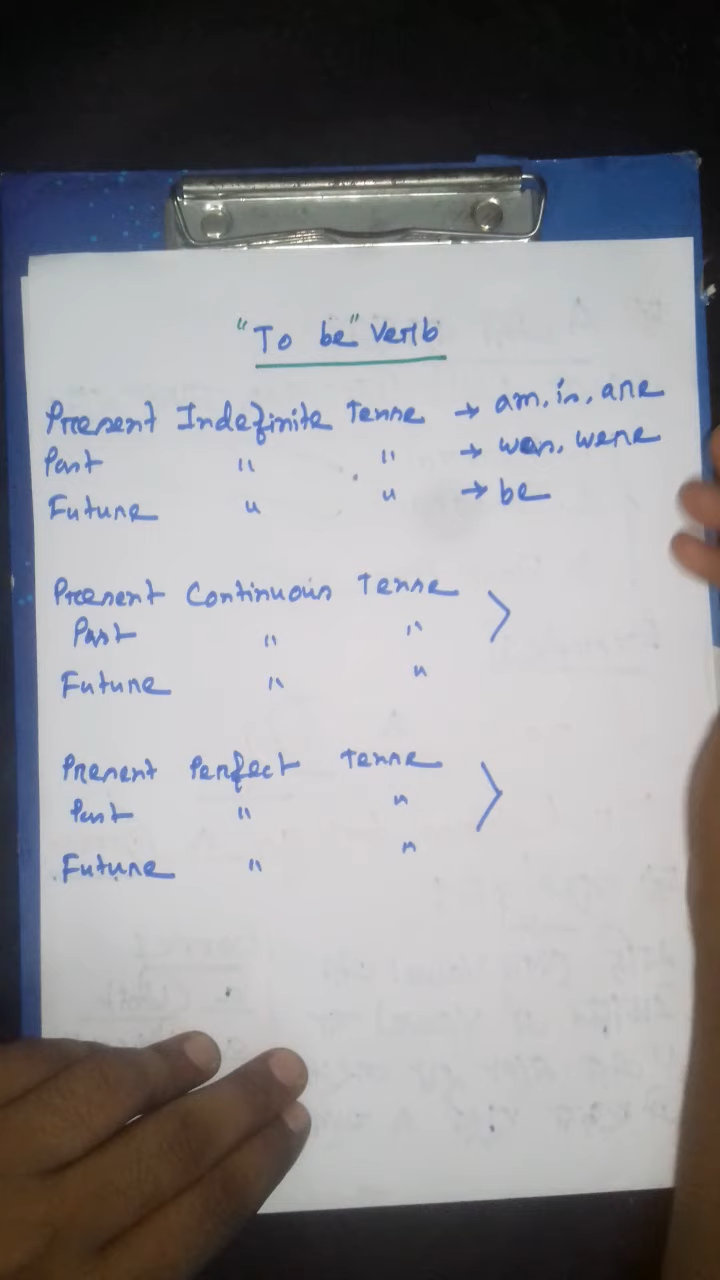 "To be" Verb
Present Indefinite Tense → am, is, are
Past " " → was, were
Future " " → be
Present Continuous Tense >
Past " "
Future " "
Present Perfect Tense >
Past " "
Future " "